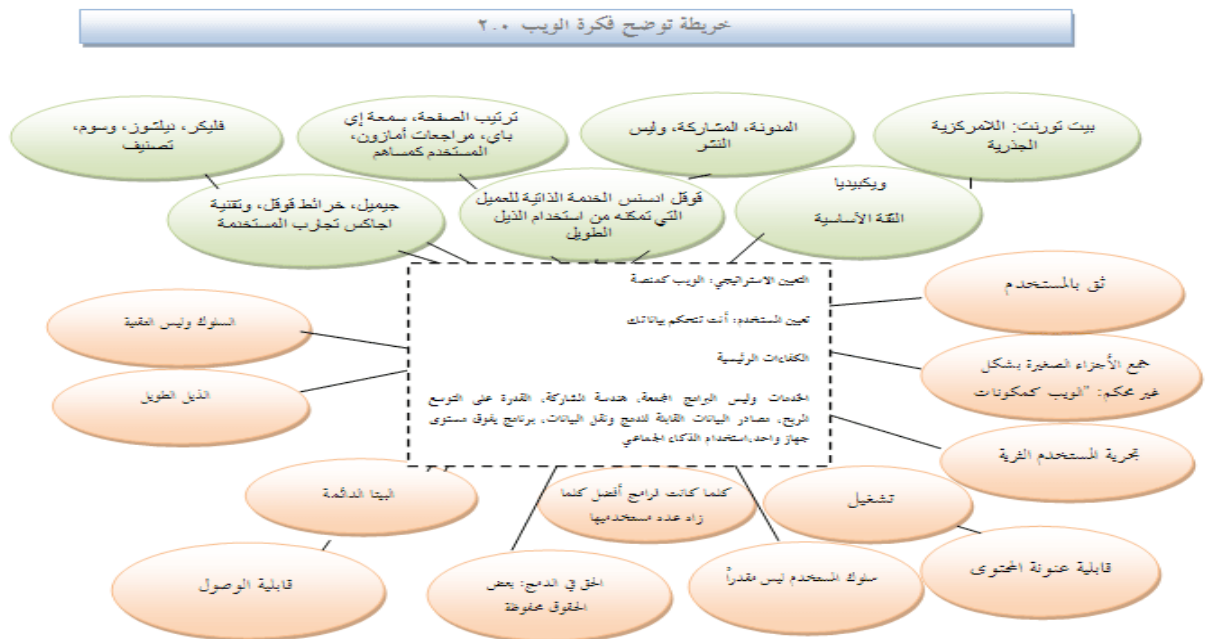 خريطة توضح فكرة الويب ٢.٠
بيت تورنت: اللامركزية
الجذرية
المدونة، المشاركة، وليس
النشر
ترتيب الصفحة، سمعة إي
باي، مراجعات أمازون،
المستخدم كمساهم
فليكر، ديلشوز، وسوم،
تصنيف
ويكبيديا
الثقة الأساسية
قوقل ادسنس الخدمة الذاتية للعميل
التي تمكنه من استخدام الذيل
الطويل
جيميل، خرائط قوقل، وتقنية
اجاكس تجارب المستخدمة
التعيين الاستراتيجي: الويب كمنصة
تعيين المستخدم: أنت تتحكم بياناتك
الكفاءات الرئيسية
الخدمات وليس البرامج المجمعة، هندسة المشاركة، القدرة على التوسع
المربح، مصادر البيانات القابلة للدمج ونقل البيانات، برنامج يفوق مستوى
جهاز واحد،استخدام الذكاء الجماعي
ثق بالمستخدم
جمع الأجزاء الصغيرة بشكل
غير محكم: "الويب كمكونات
تجربة المستخدم الثرية
السلوك وليس التقنية
الذيل الطويل
البيتا الدائمة
كلما كانت البرامج أفضل كلما
زاد عدد مستخدميها
تشغيل
قابلية الوصول
الحق في الدمج: بعض
الحقوق محفوظة
سلوك المستخدم ليس مقدراً
قابلية عنونة المحتوى